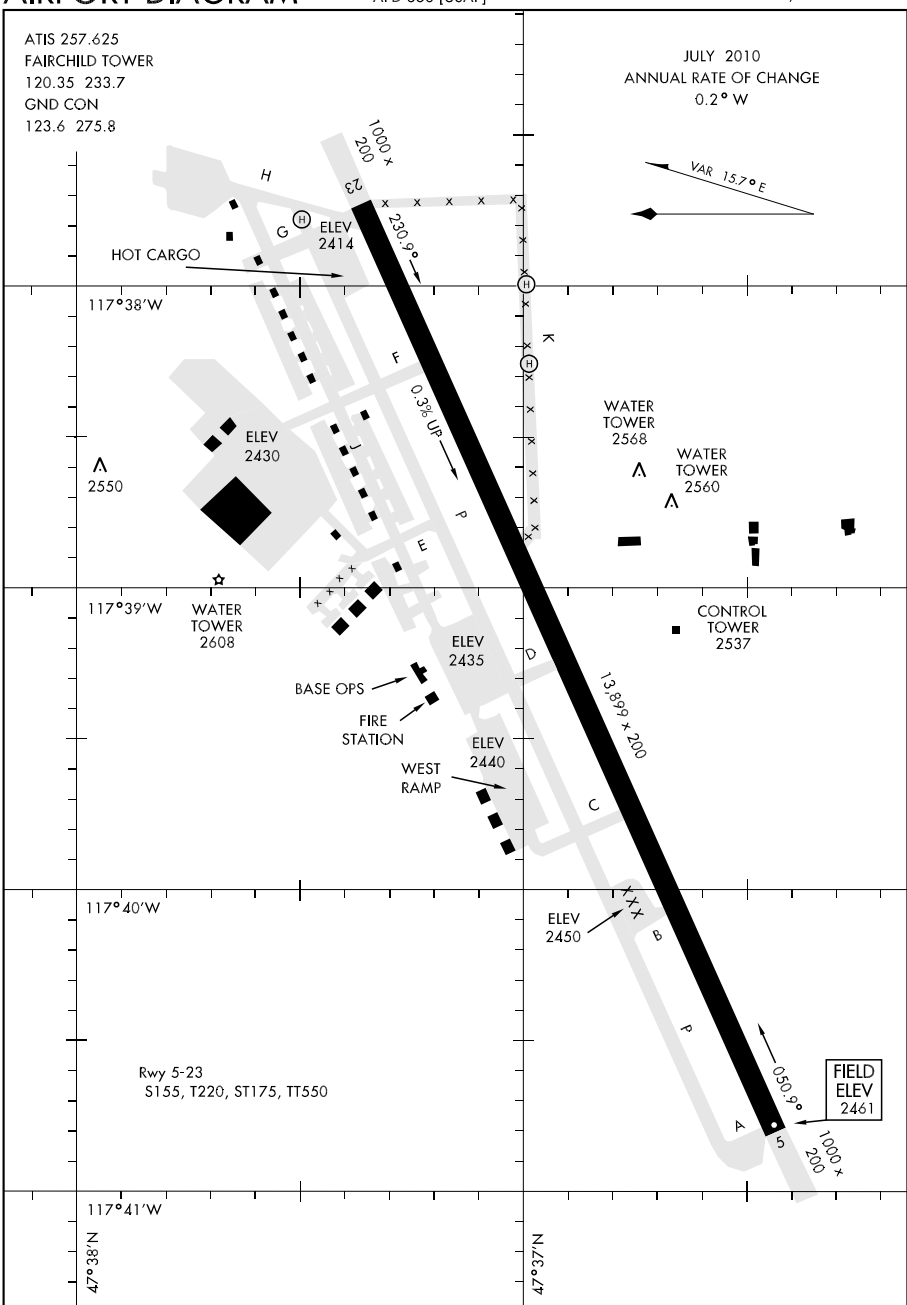 ATIS 257.625
FAIRCHILD TOWER
120.35 233.7
GND CON
123.6 275.8
JULY 2010
ANNUAL RATE OF CHANGE
0.2° W
VAR 15.7° E
1000 x
200
23
H
H
G
ELEV
2414
230.9°
HOT CARGO
117°38'W
H
K
H
F
0.3% UP
WATER
TOWER
2568
WATER
TOWER
2560
ELEV
2430
J
2550
P
E
117°39'W
WATER
TOWER
2608
CONTROL
TOWER
2537
ELEV
2435
D
BASE OPS
FIRE
STATION
13,899 x 200
ELEV
2440
WEST
RAMP
C
117°40'W
ELEV
2450
B
P
Rwy 5-23
S155, T220, ST175, TT550
050.9°
FIELD
ELEV
2461
A
5
1000 x
200
117°41'W
47°38'N
47°37'N